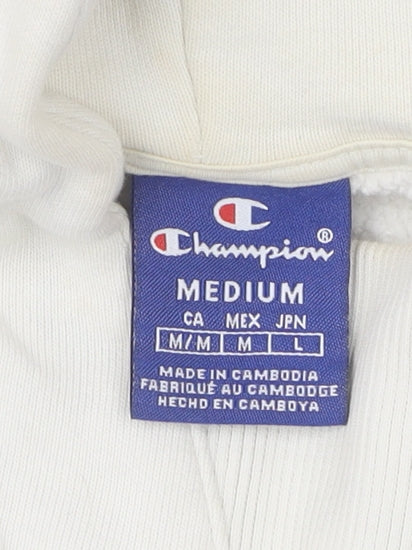 C
Champion®
MEDIUM
CA MEX JPN
M/M M L
MADE IN CAMBODIA
FABRIQUÉ AU CAMBODGE
HECHO EN CAMBOYA